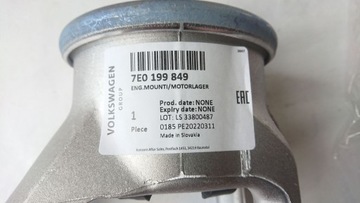 VOLKSWAGEN
GROUP
7E0 199 849
ENG.MOUNTI/MOTORLAGER
Prod. date: NONE
Expiry date: NONE
LOT: LS 33800487
1
0185 PE20220311
Piece
Made in Slovakia
EAC